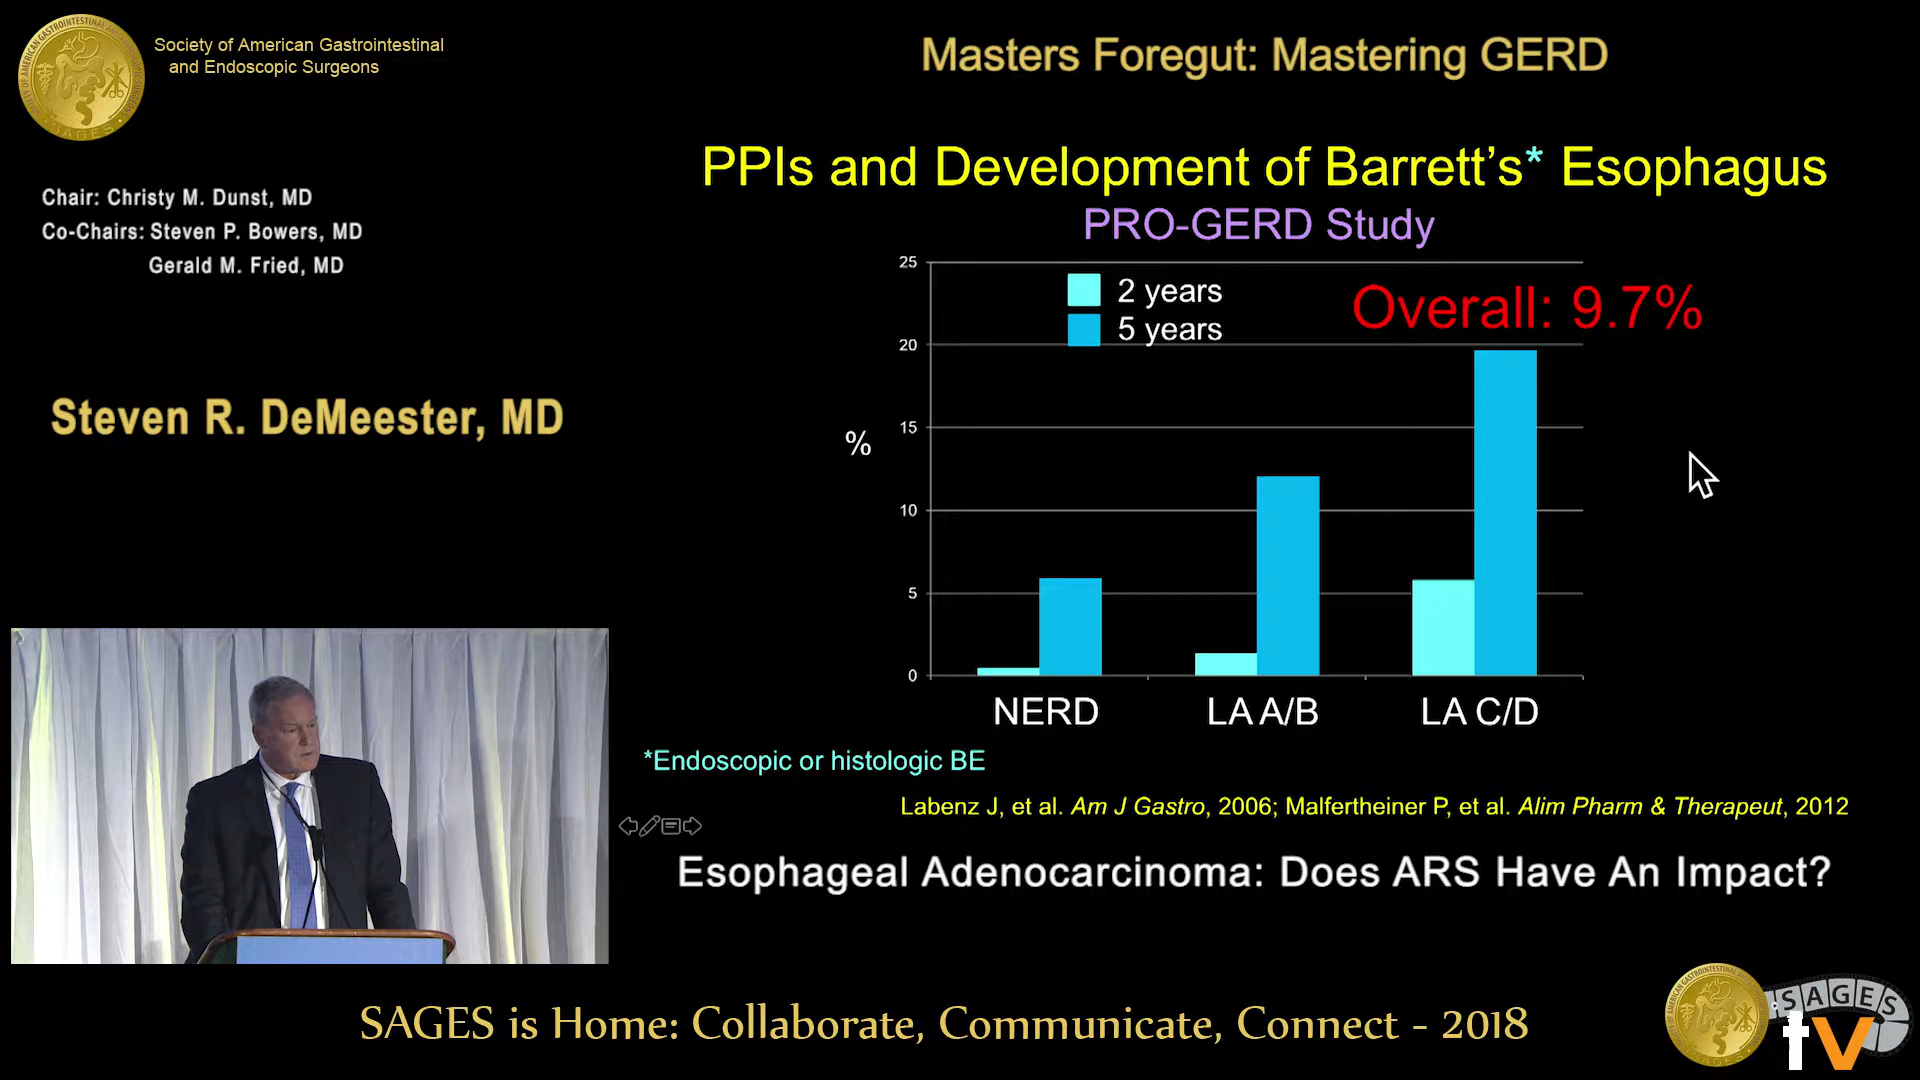 Society of American Gastrointestinal
and Endoscopic Surgeons
Masters Foregut: Mastering GERD
Chair: Christy M. Dunst, MD
Co-Chairs: Steven P. Bowers, MD
Gerald M. Fried, MD
Steven R. DeMeester, MD
PPIs and Development of Barrett’s* Esophagus
PRO-GERD Study
2 years
5 years
Overall: 9.7%
%
25
20
15
10
5
0
NERD LA A/B LA C/D
*Endoscopic or histologic BE
Labenz J, et al. Am J Gastro, 2006; Malfertheiner P, et al. Alim Pharm & Therapeut, 2012
Esophageal Adenocarcinoma: Does ARS Have An Impact?
SAGES is Home: Collaborate, Communicate, Connect - 2018
SAGES
tv
SAGES